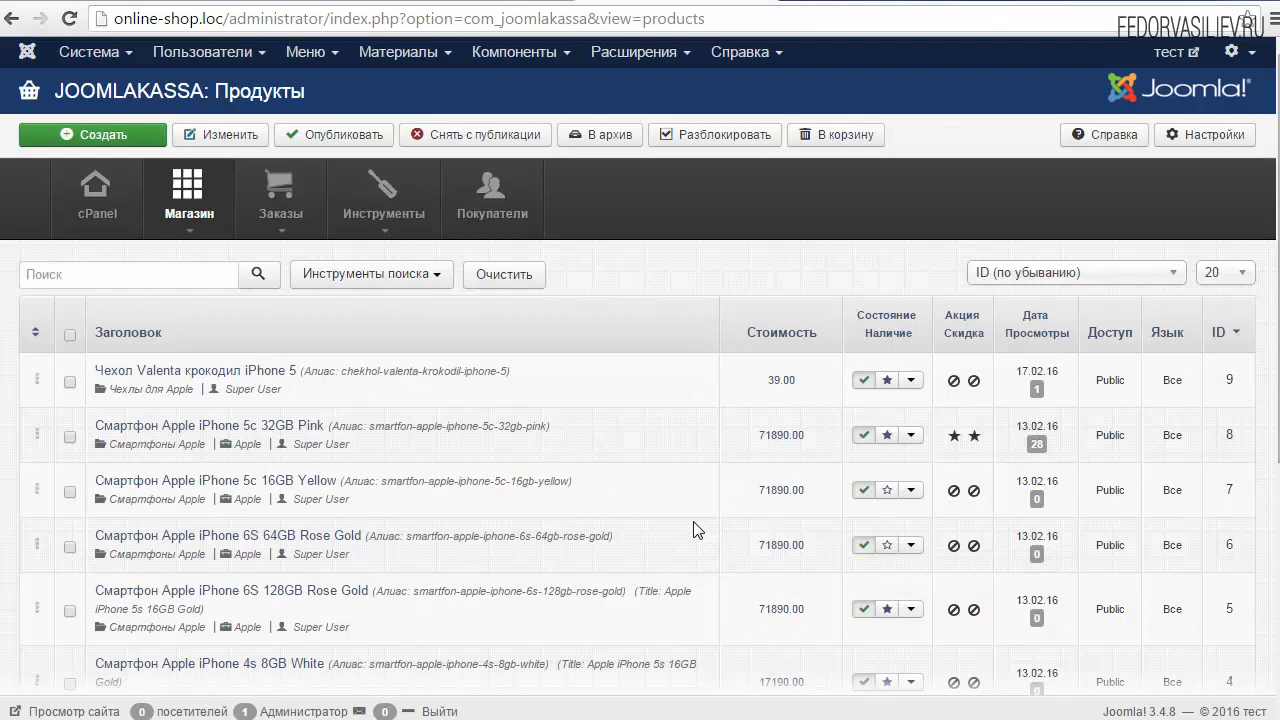 online-shop.loc/administrator/index.php?option=com_joomlakassa&view=products
FEDORVASILIEV.RU
Система Пользователи Меню Материалы Компоненты Расширения Справка тест
JOOMLAKASSA: Продукты Joomla!
Создать Изменить Опубликовать Снять с публикации В архив Разблокировать В корзину Справка Настройки
cPanel Магазин Заказы Инструменты Покупатели
Поиск Инструменты поиска Очистить ID (по убыванию) 20
Заголовок Стоимость Состояние Наличие Акция Скидка Дата Просмотры Доступ Язык ID
Чехол Valenta крокодил iPhone 5 (Алиас: chekhol-valenta-krokodil-iphone-5)
Чехлы для Apple | Super User
39.00 17.02.16 1 Public Все 9
Смартфон Apple iPhone 5c 32GB Pink (Алиас: smartfon-apple-iphone-5c-32gb-pink)
Смартфоны Apple | Apple | Super User
71890.00 13.02.16 28 Public Все 8
Смартфон Apple iPhone 5c 16GB Yellow (Алиас: smartfon-apple-iphone-5c-16gb-yellow)
Смартфоны Apple | Apple | Super User
71890.00 13.02.16 0 Public Все 7
Смартфон Apple iPhone 6S 64GB Rose Gold (Алиас: smartfon-apple-iphone-6s-64gb-rose-gold)
Смартфоны Apple | Apple | Super User
71890.00 13.02.16 0 Public Все 6
Смартфон Apple iPhone 6S 128GB Rose Gold (Алиас: smartfon-apple-iphone-6s-128gb-rose-gold) (Title: Apple
iPhone 5s 16GB Gold)
Смартфоны Apple | Apple | Super User
71890.00 13.02.16 0 Public Все 5
Смартфон Apple iPhone 4s 8GB White (Алиас: smartfon-apple-iphone-4s-8gb-white) (Title: Apple iPhone 5s 16GB
Gold)
17190.00 13.02.16 0 Public Все 4
Просмотр сайта 0 посетителей 1 Администратор 0 Выйти Joomla! 3.4.8 — © 2016 тест